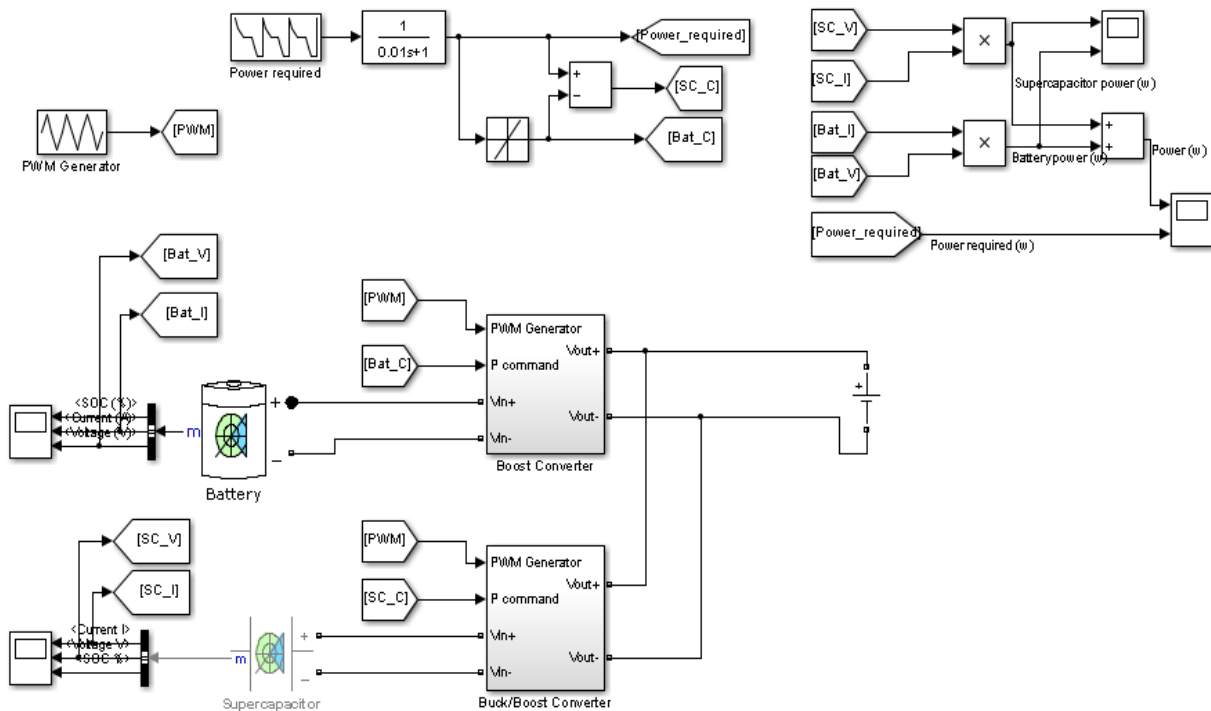 Power required
1
0.01s+1
[Power_required]
+
−
[SC_C]
[Bat_C]
PWM Generator
[PWM]
[SC_V]
[SC_I]
×
Supercapacitor power (w)
[Bat_I]
[Bat_V]
×
Battery power (w)
+
+
Power (w)
[Power_required]
Power required (w)
[Bat_V]
[Bat_I]
<SOC (%)>
<Current (A)>
<Voltage (V)>
m
+
_
Battery
[PWM]
[Bat_C]
PWM Generator
P command
Vin+
Vin-
Vout+
Vout-
Boost Converter
+
[SC_V]
[SC_I]
<Current I>
<Voltage V>
<SOC %>
m
+
_
Supercapacitor
[PWM]
[SC_C]
PWM Generator
P command
Vin+
Vin-
Vout+
Vout-
Buck/Boost Converter